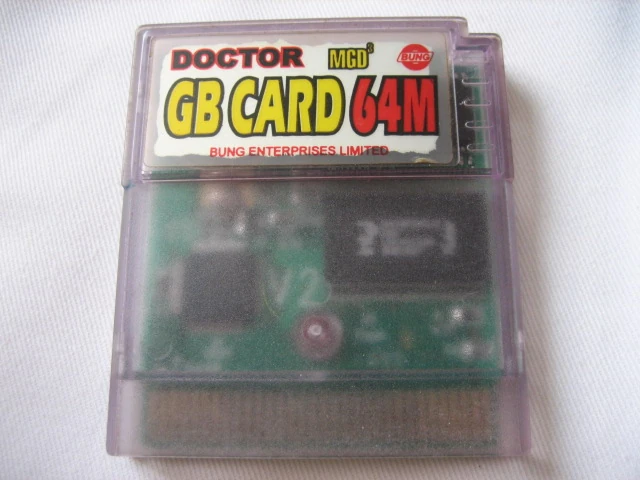 DOCTOR MGD3 BUNG
GB CARD 64M
BUNG ENTERPRISES LIMITED
V2